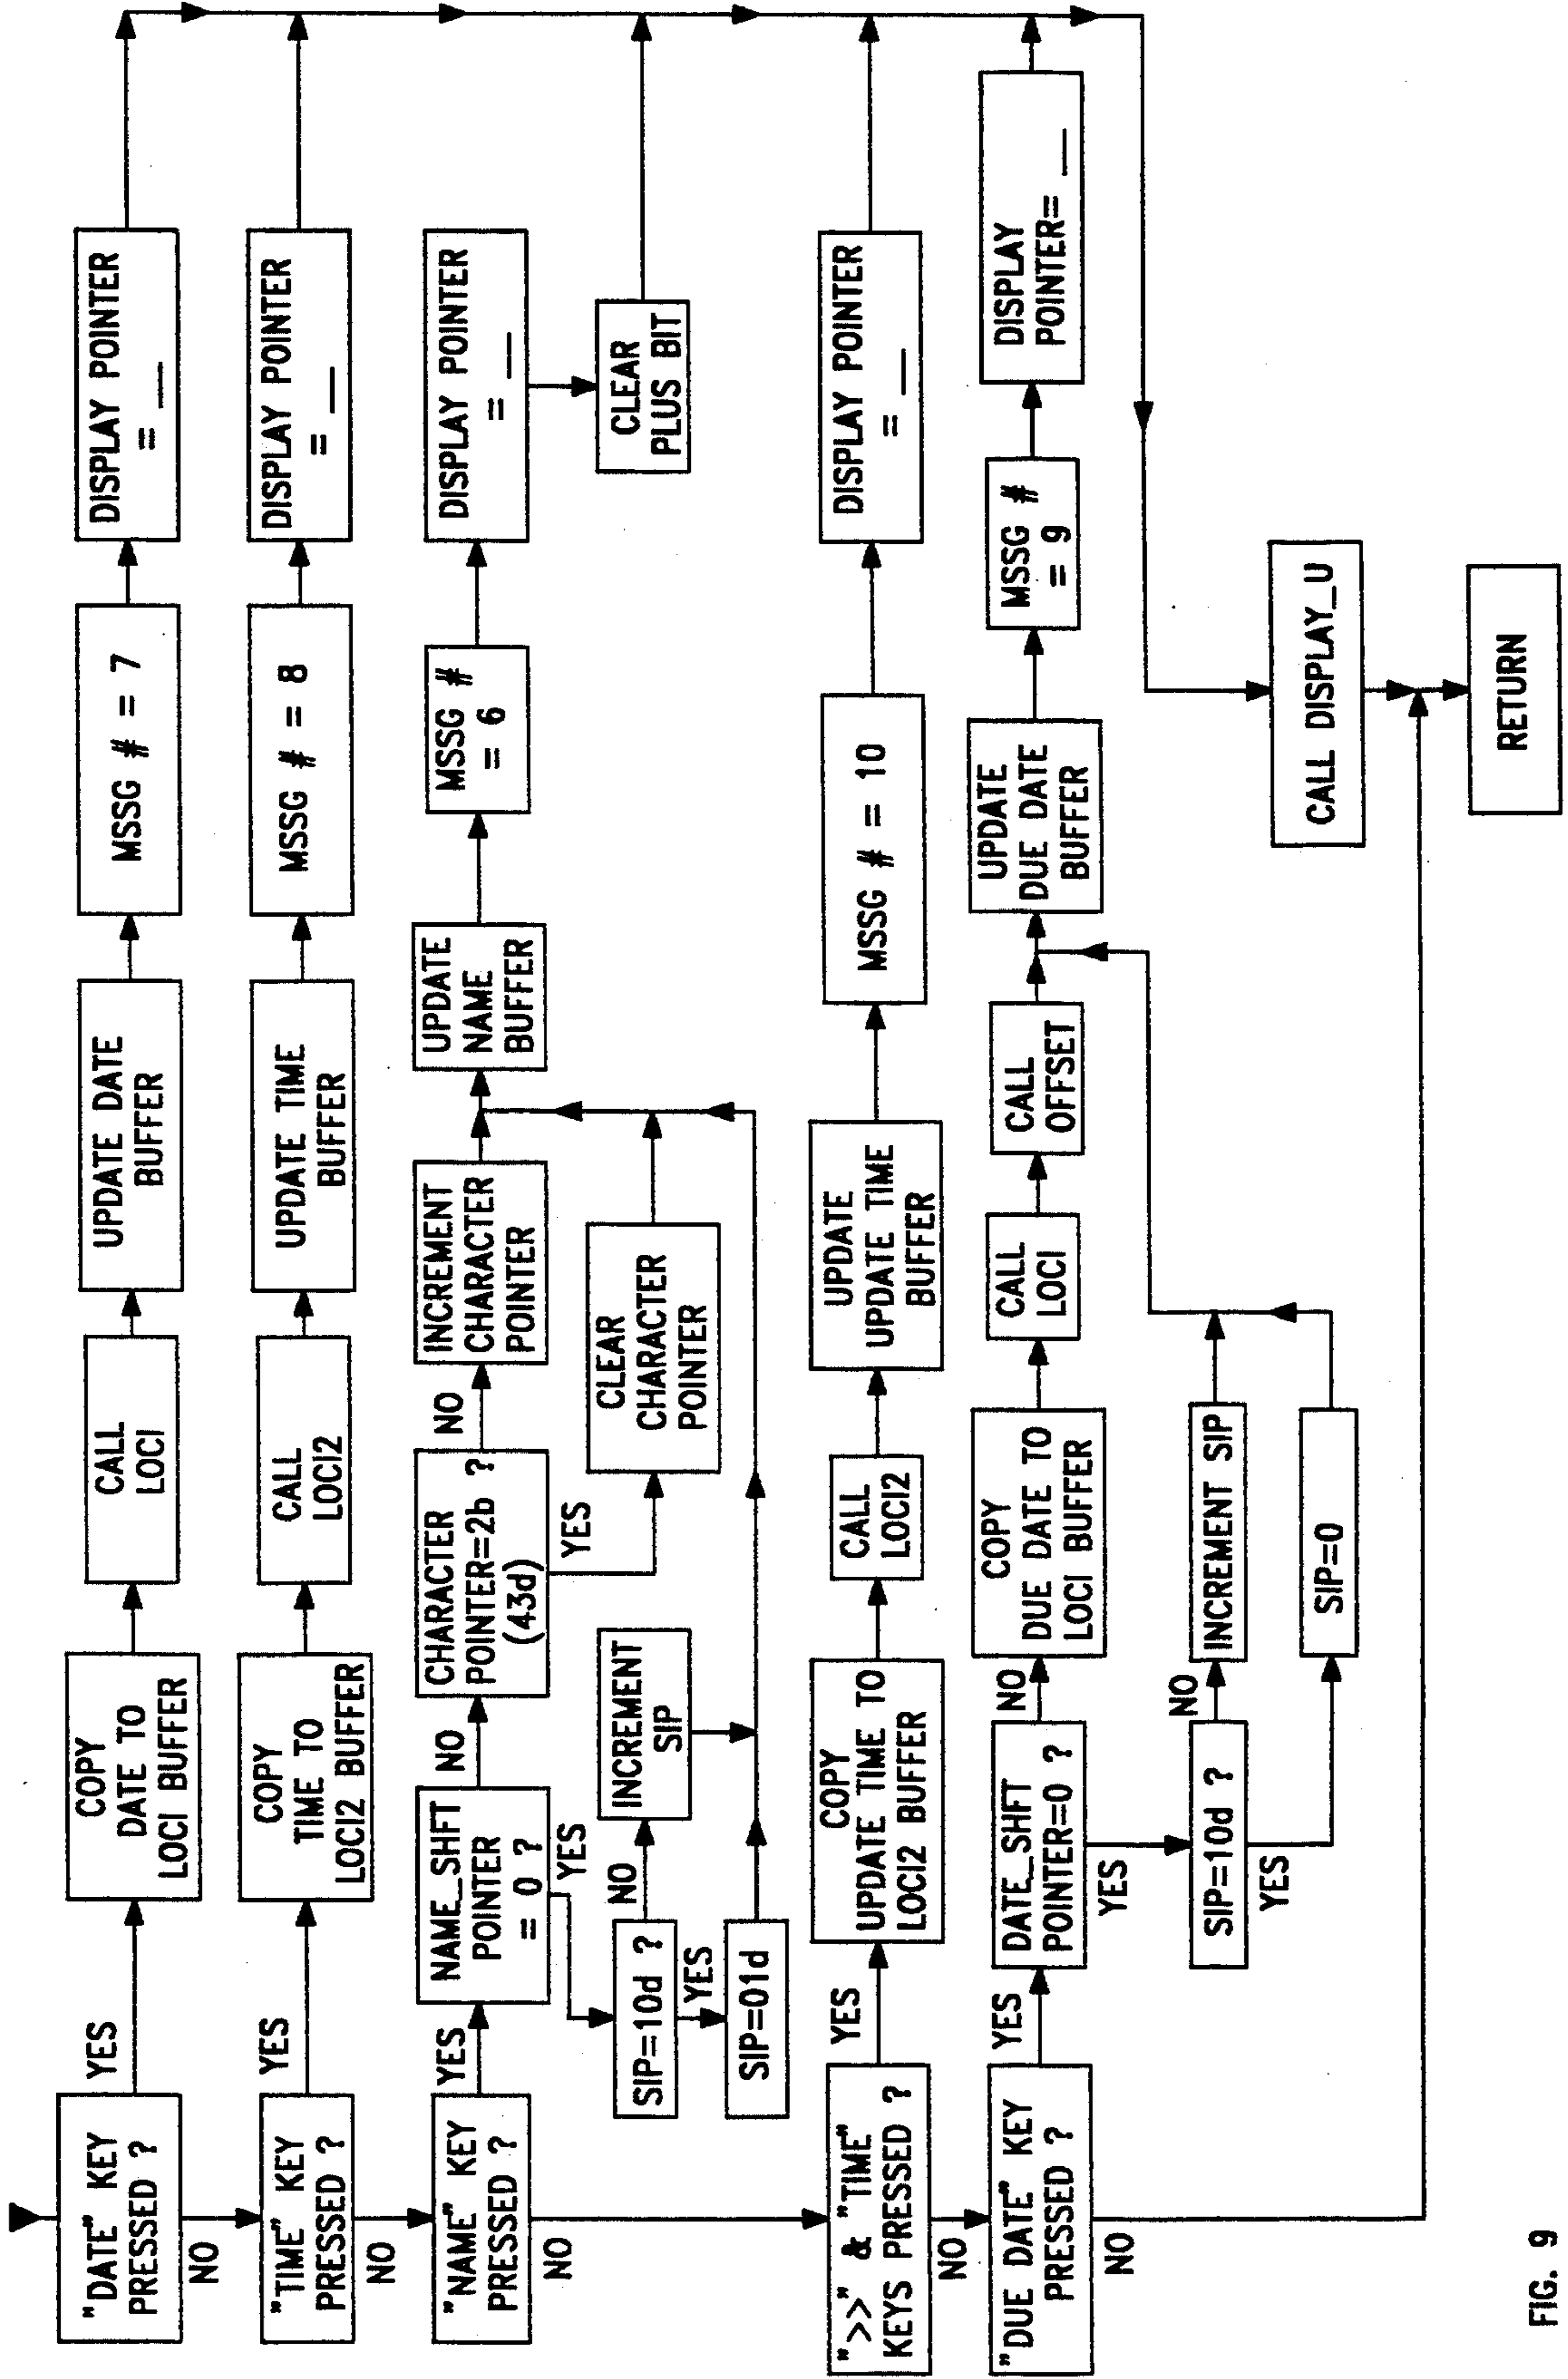 "DATE" KEY
PRESSED ?
YES
NO
COPY
DATE TO
LOCI BUFFER
CALL
LOCI
UPDATE DATE
BUFFER
MSSG # = 7
DISPLAY POINTER
= __
"TIME" KEY
PRESSED ?
YES
NO
COPY
TIME TO
LOCI2 BUFFER
CALL
LOCI2
UPDATE TIME
BUFFER
MSSG # = 8
DISPLAY POINTER
= __
"NAME" KEY
PRESSED ?
YES
NO
NAME_SHFT
POINTER
= 0 ?
NO
YES
CHARACTER
POINTER=2b ?
(43d)
NO
YES
INCREMENT
CHARACTER
POINTER
UPDATE
NAME
BUFFER
MSSG #
= 6
DISPLAY POINTER
= __
SIP=10d ?
NO
YES
INCREMENT
SIP
CLEAR
CHARACTER
POINTER
CLEAR
PLUS BIT
SIP=01d
">>" & "TIME"
KEYS PRESSED ?
YES
NO
COPY
UPDATE TIME TO
LOCI2 BUFFER
CALL
LOCI2
UPDATE
UPDATE TIME
BUFFER
MSSG # = 10
DISPLAY POINTER
= __
"DUE DATE" KEY
PRESSED ?
YES
NO
DATE_SHFT
POINTER=0 ?
NO
YES
COPY
DUE DATE TO
LOCI BUFFER
CALL
LOCI
CALL
OFFSET
UPDATE
DUE DATE
BUFFER
MSSG #
= 9
DISPLAY
POINTER= __
SIP=10d ?
NO
YES
INCREMENT SIP
SIP=0
CALL DISPLAY_U
RETURN
FIG. 9